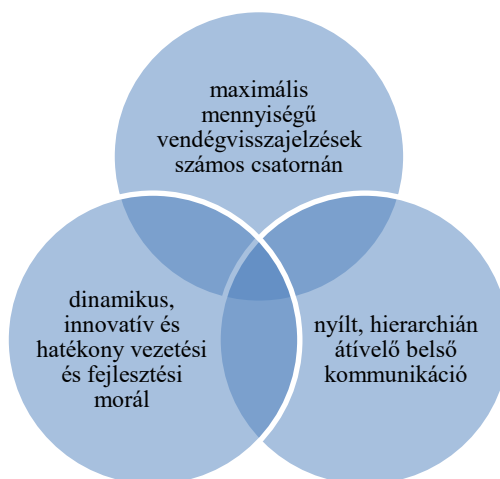 maximális
mennyiségű
vendégvisszajelzések
számos csatornán
dinamikus,
innovatív és
hatékony vezetési
és fejlesztési
morál
nyílt, hierarchián
átívelő belső
kommunikáció